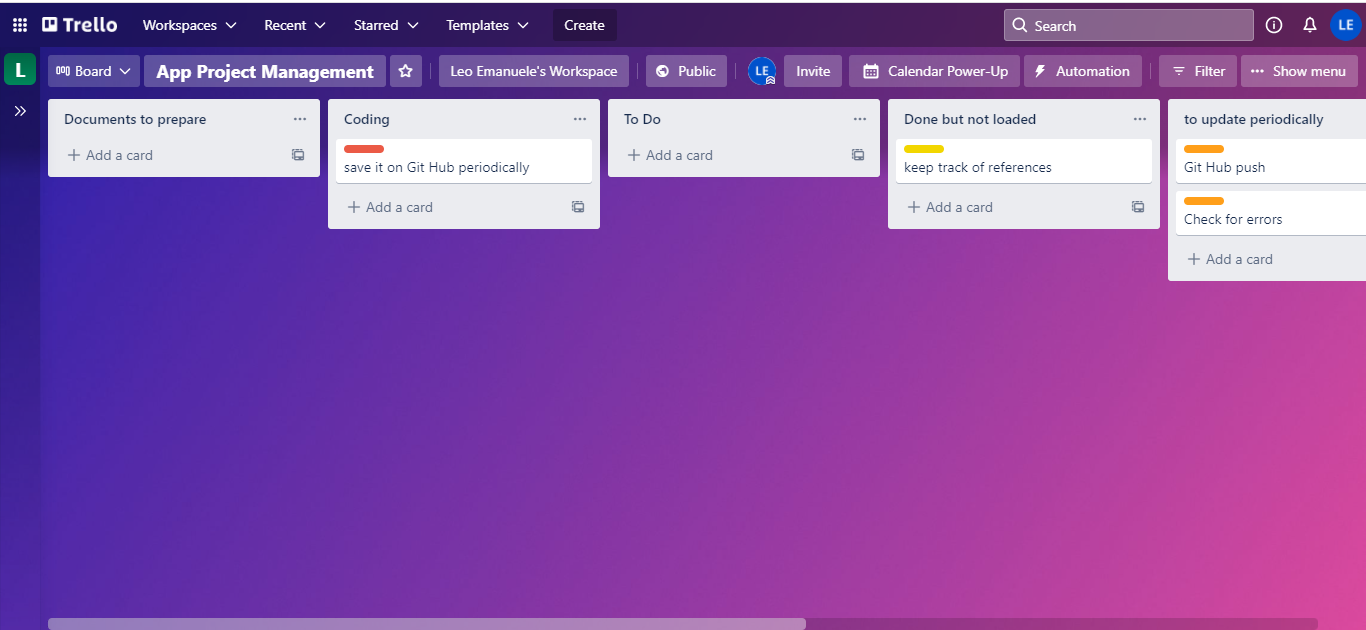 Trello
Workspaces
Recent
Starred
Templates
Create
Search
LE
L
Board
App Project Management
Leo Emanuele's Workspace
Public
LE
Invite
Calendar Power-Up
Automation
Filter
Show menu
Documents to prepare
Add a card
Coding
save it on Git Hub periodically
Add a card
To Do
Add a card
Done but not loaded
keep track of references
Add a card
to update periodically
Git Hub push
Check for errors
Add a card